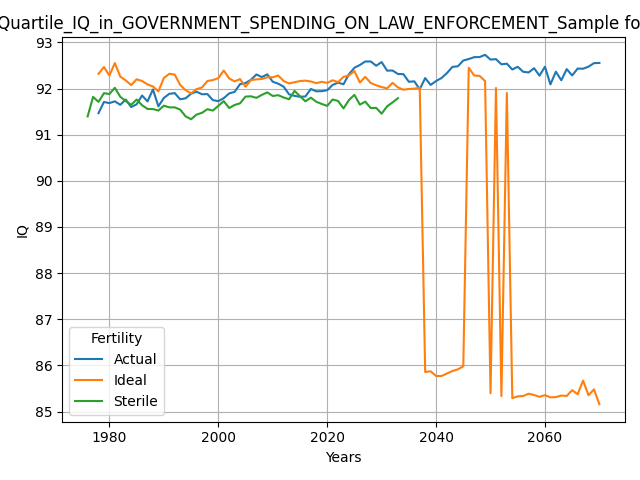 Quartile_IQ_in_GOVERNMENT_SPENDING_ON_LAW_ENFORCEMENT_Sample fo
93
92
91
90
89
88
87
86
85
IQ
Fertility
Actual
Ideal
Sterile
1980
2000
2020
2040
2060
Years